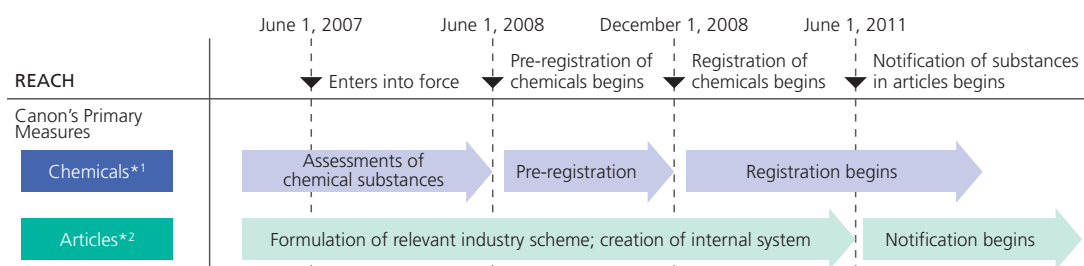 June 1, 2007
June 1, 2008
December 1, 2008
June 1, 2011
REACH
Enters into force
Pre-registration of
chemicals begins
Registration of
chemicals begins
Notification of substances
in articles begins
Canon’s Primary
Measures
Chemicals*1
Assessments of
chemical substances
Pre-registration
Registration begins
Articles*2
Formulation of relevant industry scheme; creation of internal system
Notification begins